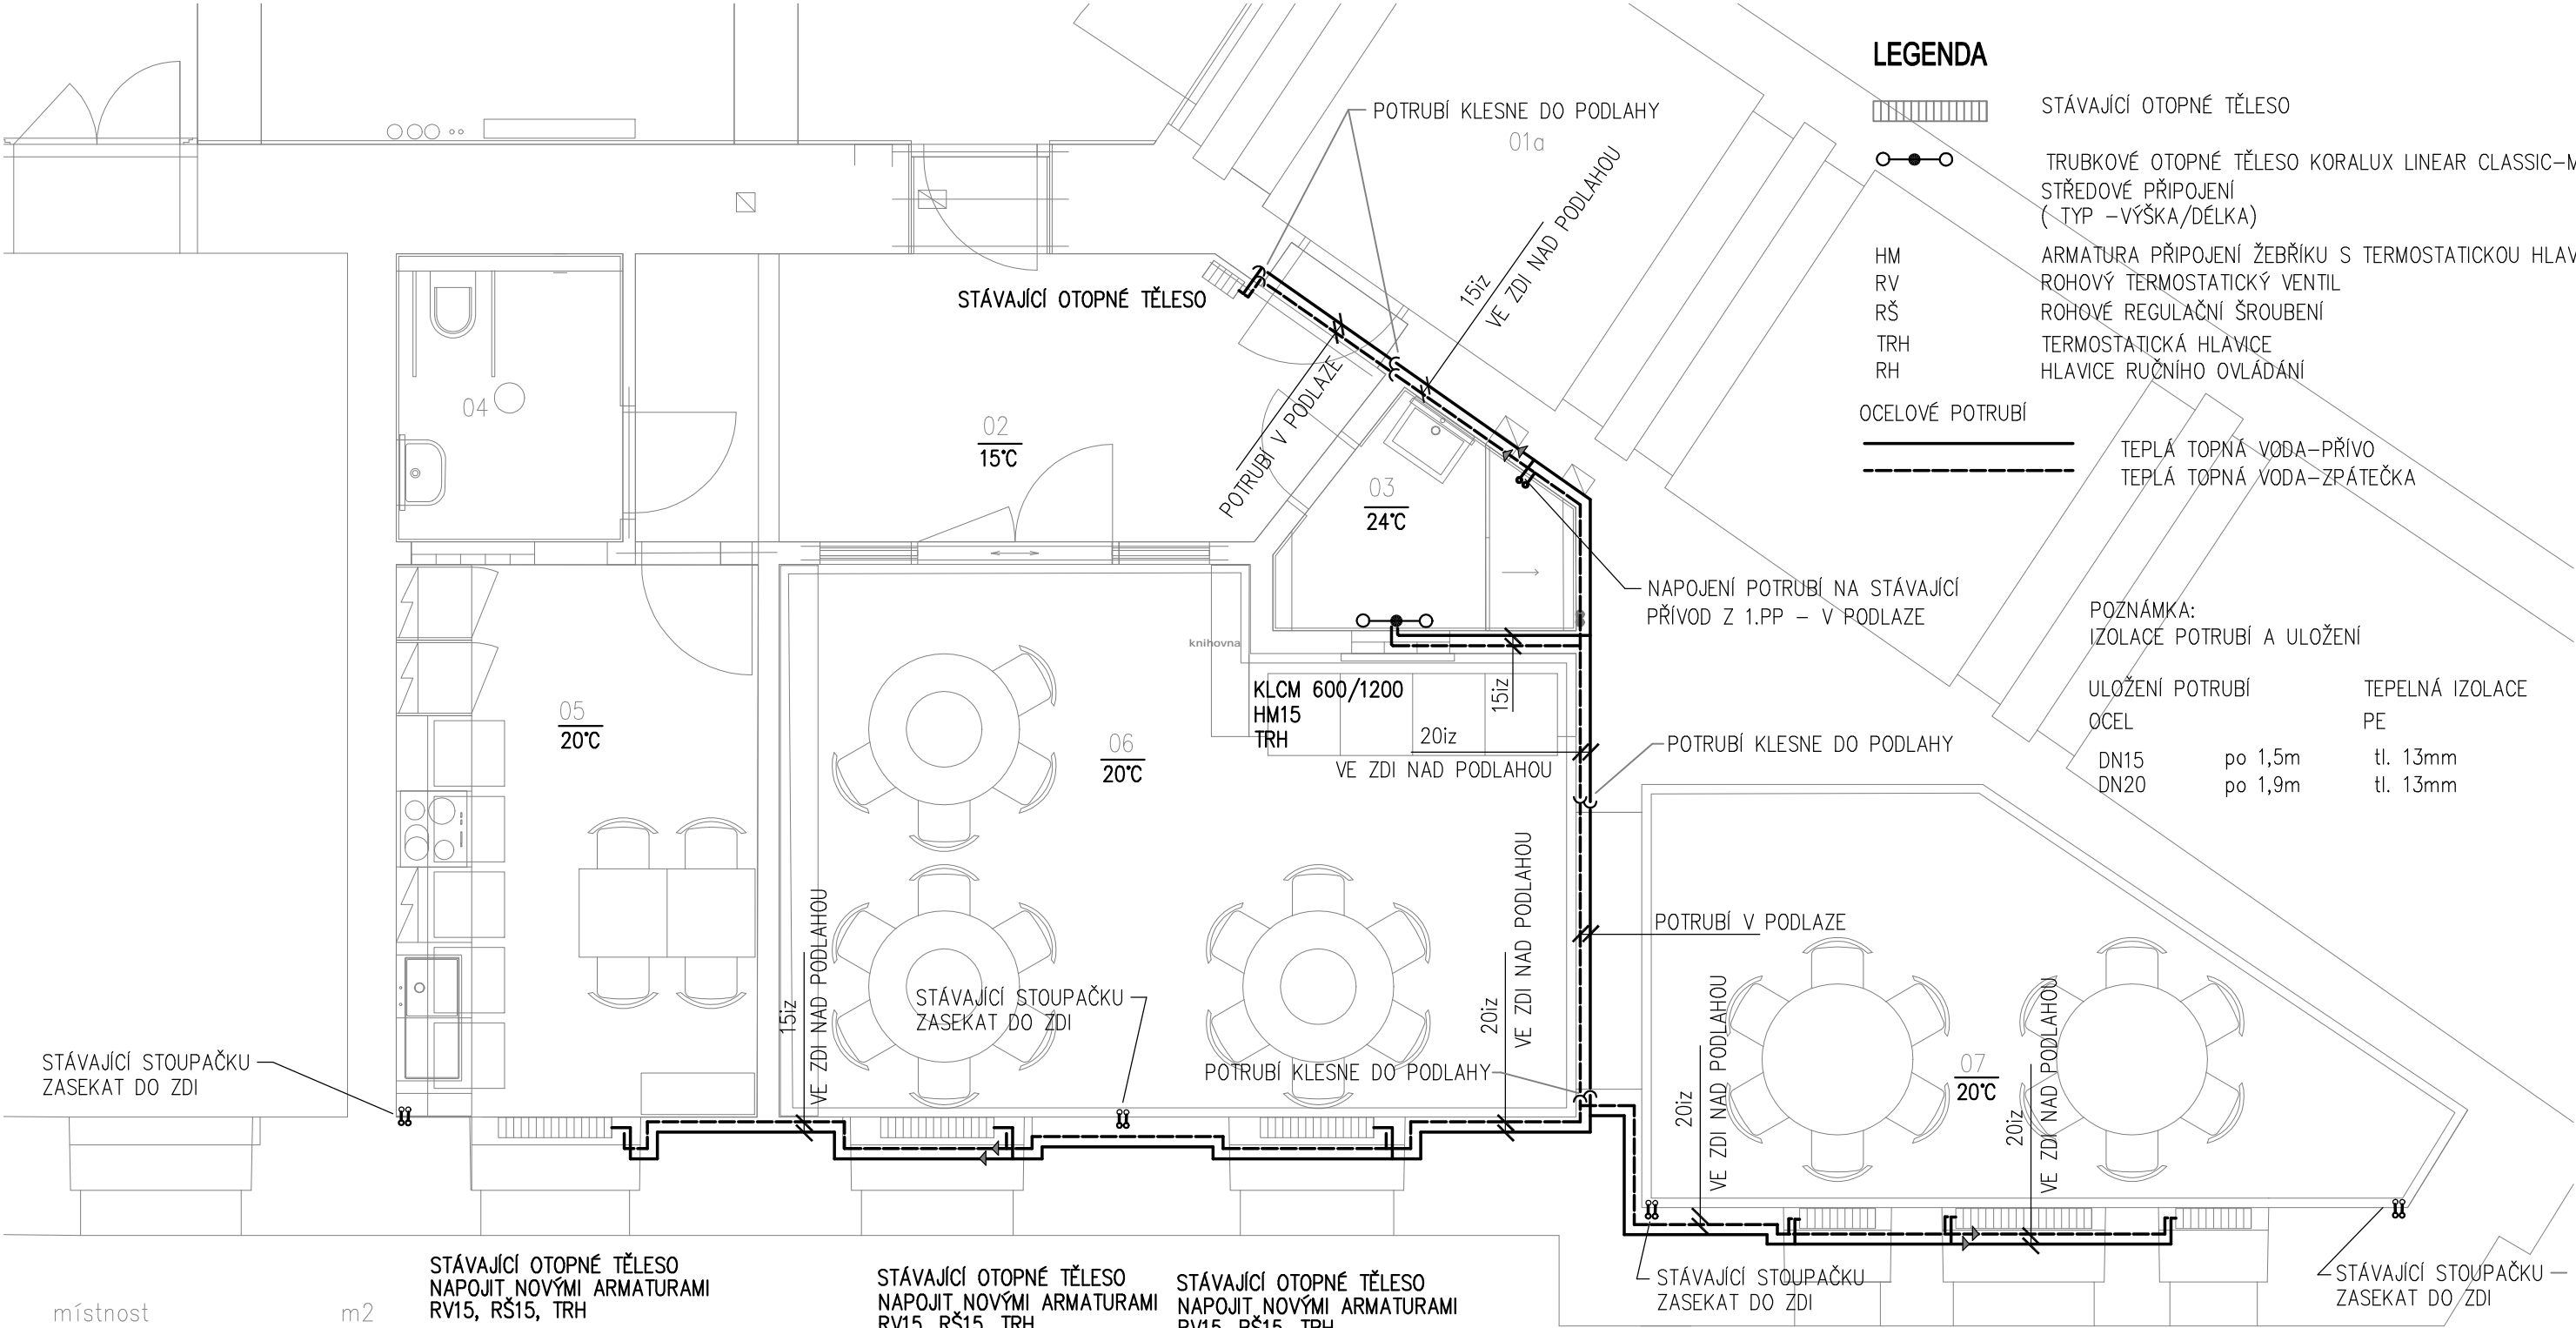 LEGENDA
STÁVAJÍCÍ OTOPNÉ TĚLESO
TRUBKOVÉ OTOPNÉ TĚLESO KORALUX LINEAR CLASSIC-M
STŘEDOVÉ PŘIPOJENÍ
( TYP -VÝŠKA/DÉLKA)
HM ARMATURA PŘIPOJENÍ ŽEBŘÍKU S TERMOSTATICKOU HLAV
RV ROHOVÝ TERMOSTATICKÝ VENTIL
RŠ ROHOVÉ REGULAČNÍ ŠROUBENÍ
TRH TERMOSTATICKÁ HLAVICE
RH HLAVICE RUČNÍHO OVLÁDÁNÍ
OCELOVÉ POTRUBÍ
TEPLÁ TOPNÁ VODA-PŘÍVO
TEPLÁ TOPNÁ VODA-ZPÁTEČKA
POZNÁMKA:
IZOLACE POTRUBÍ A ULOŽENÍ
ULOŽENÍ POTRUBÍ TEPELNÁ IZOLACE
OCEL PE
DN15 po 1,5m tl. 13mm
DN20 po 1,9m tl. 13mm
POTRUBÍ KLESNE DO PODLAHY
01a
15iz
VE ZDI NAD PODLAHOU
STÁVAJÍCÍ OTOPNÉ TĚLESO
POTRUBÍ V PODLAZE
04
02
15°C
03
24°C
NAPOJENÍ POTRUBÍ NA STÁVAJÍCÍ
PŘÍVOD Z 1.PP - V PODLAZE
knihovna
KLCM 600/1200
HM15
TRH
15iz
20iz
VE ZDI NAD PODLAHOU
POTRUBÍ KLESNE DO PODLAHY
05
20°C
06
20°C
POTRUBÍ V PODLAZE
15iz
VE ZDI NAD PODLAHOU
STÁVAJÍCÍ STOUPAČKU
ZASEKAT DO ZDI
20iz
VE ZDI NAD PODLAHOU
POTRUBÍ KLESNE DO PODLAHY
STÁVAJÍCÍ STOUPAČKU
ZASEKAT DO ZDI
20iz
VE ZDI NAD PODLAHOU
07
20°C
20iz
VE ZDI NAD PODLAHOU
STÁVAJÍCÍ STOUPAČKU
ZASEKAT DO ZDI
STÁVAJÍCÍ STOUPAČKU
ZASEKAT DO ZDI
STÁVAJÍCÍ OTOPNÉ TĚLESO
NAPOJIT NOVÝMI ARMATURAMI
RV15, RŠ15, TRH
STÁVAJÍCÍ OTOPNÉ TĚLESO
NAPOJIT NOVÝMI ARMATURAMI
RV15, RŠ15, TRH
STÁVAJÍCÍ OTOPNÉ TĚLESO
NAPOJIT NOVÝMI ARMATURAMI
RV15, RŠ15, TRH
místnost m2